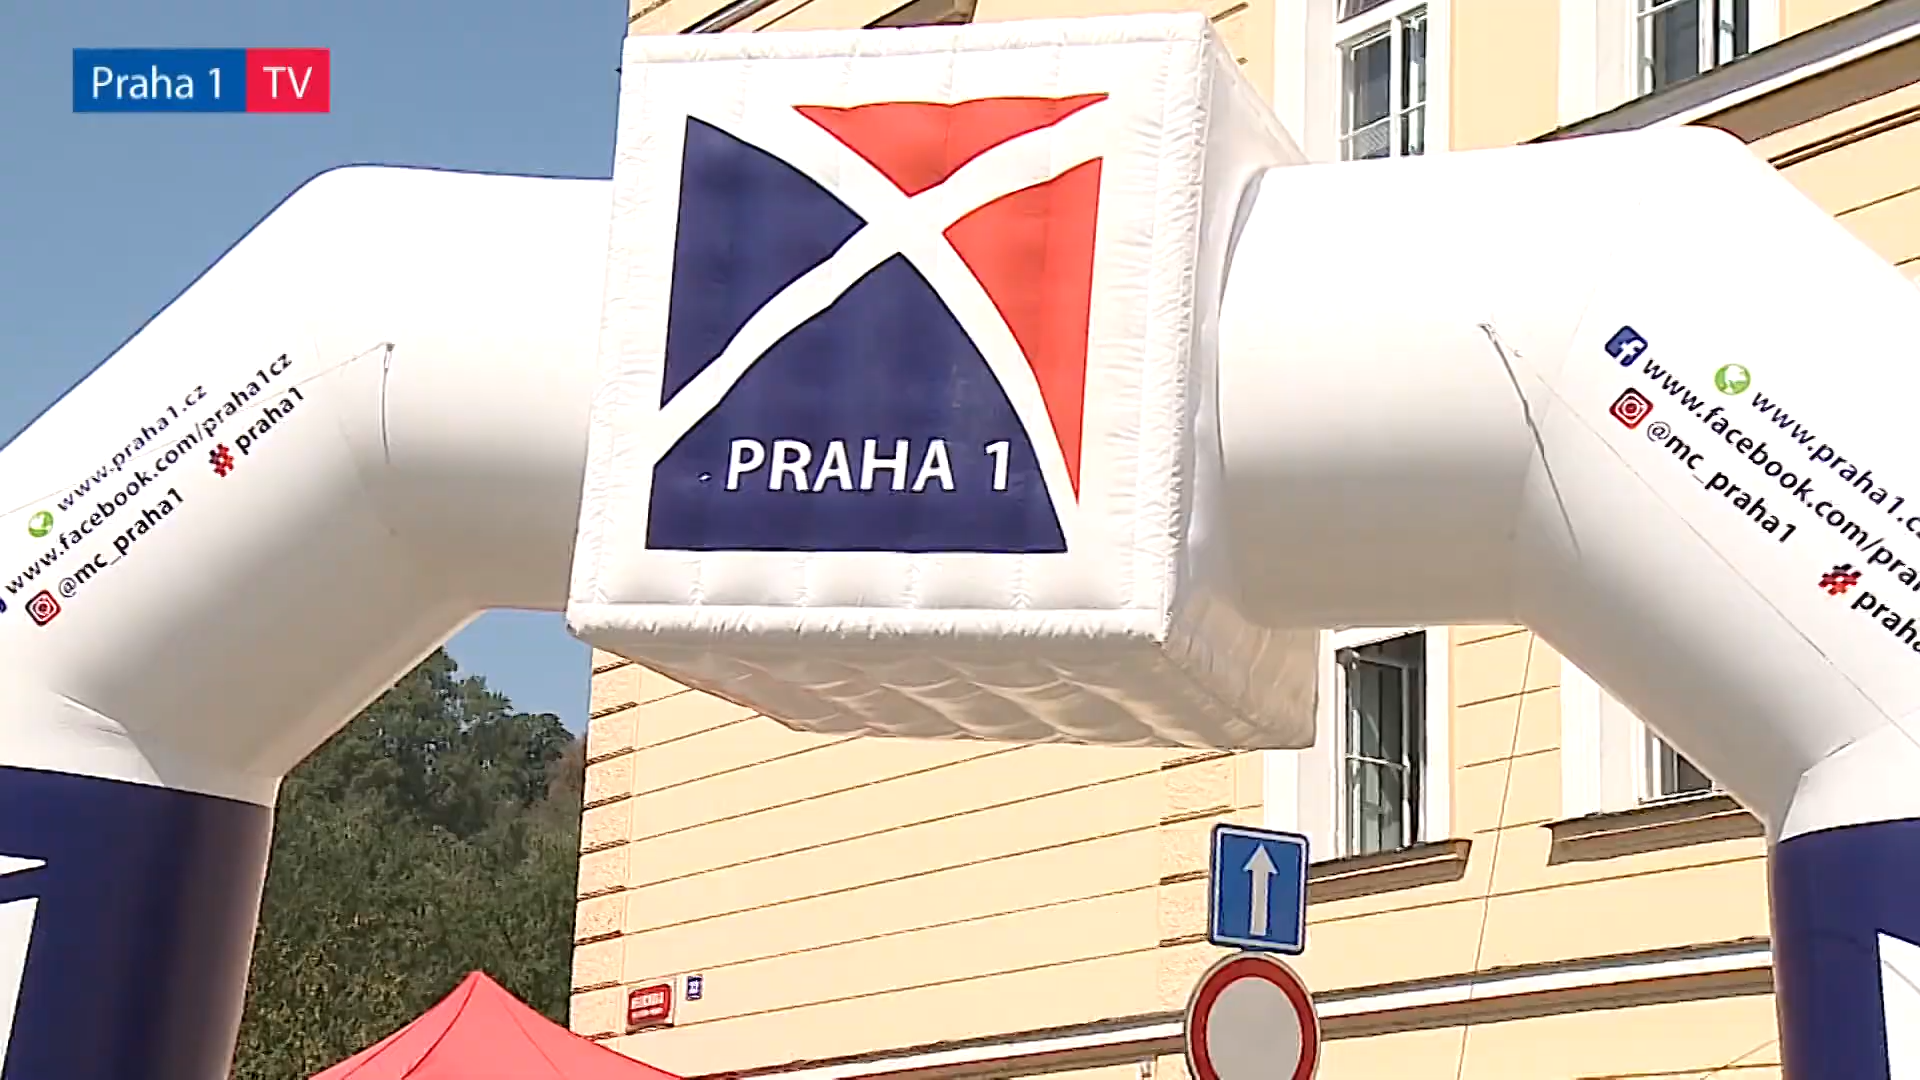 Praha 1 TV
PRAHA 1
www.praha1.cz
www.facebook.com/praha1cz
@mc_praha1
#praha1
www.praha1.c
www.facebook.com/prah
@mc_praha1
#praha